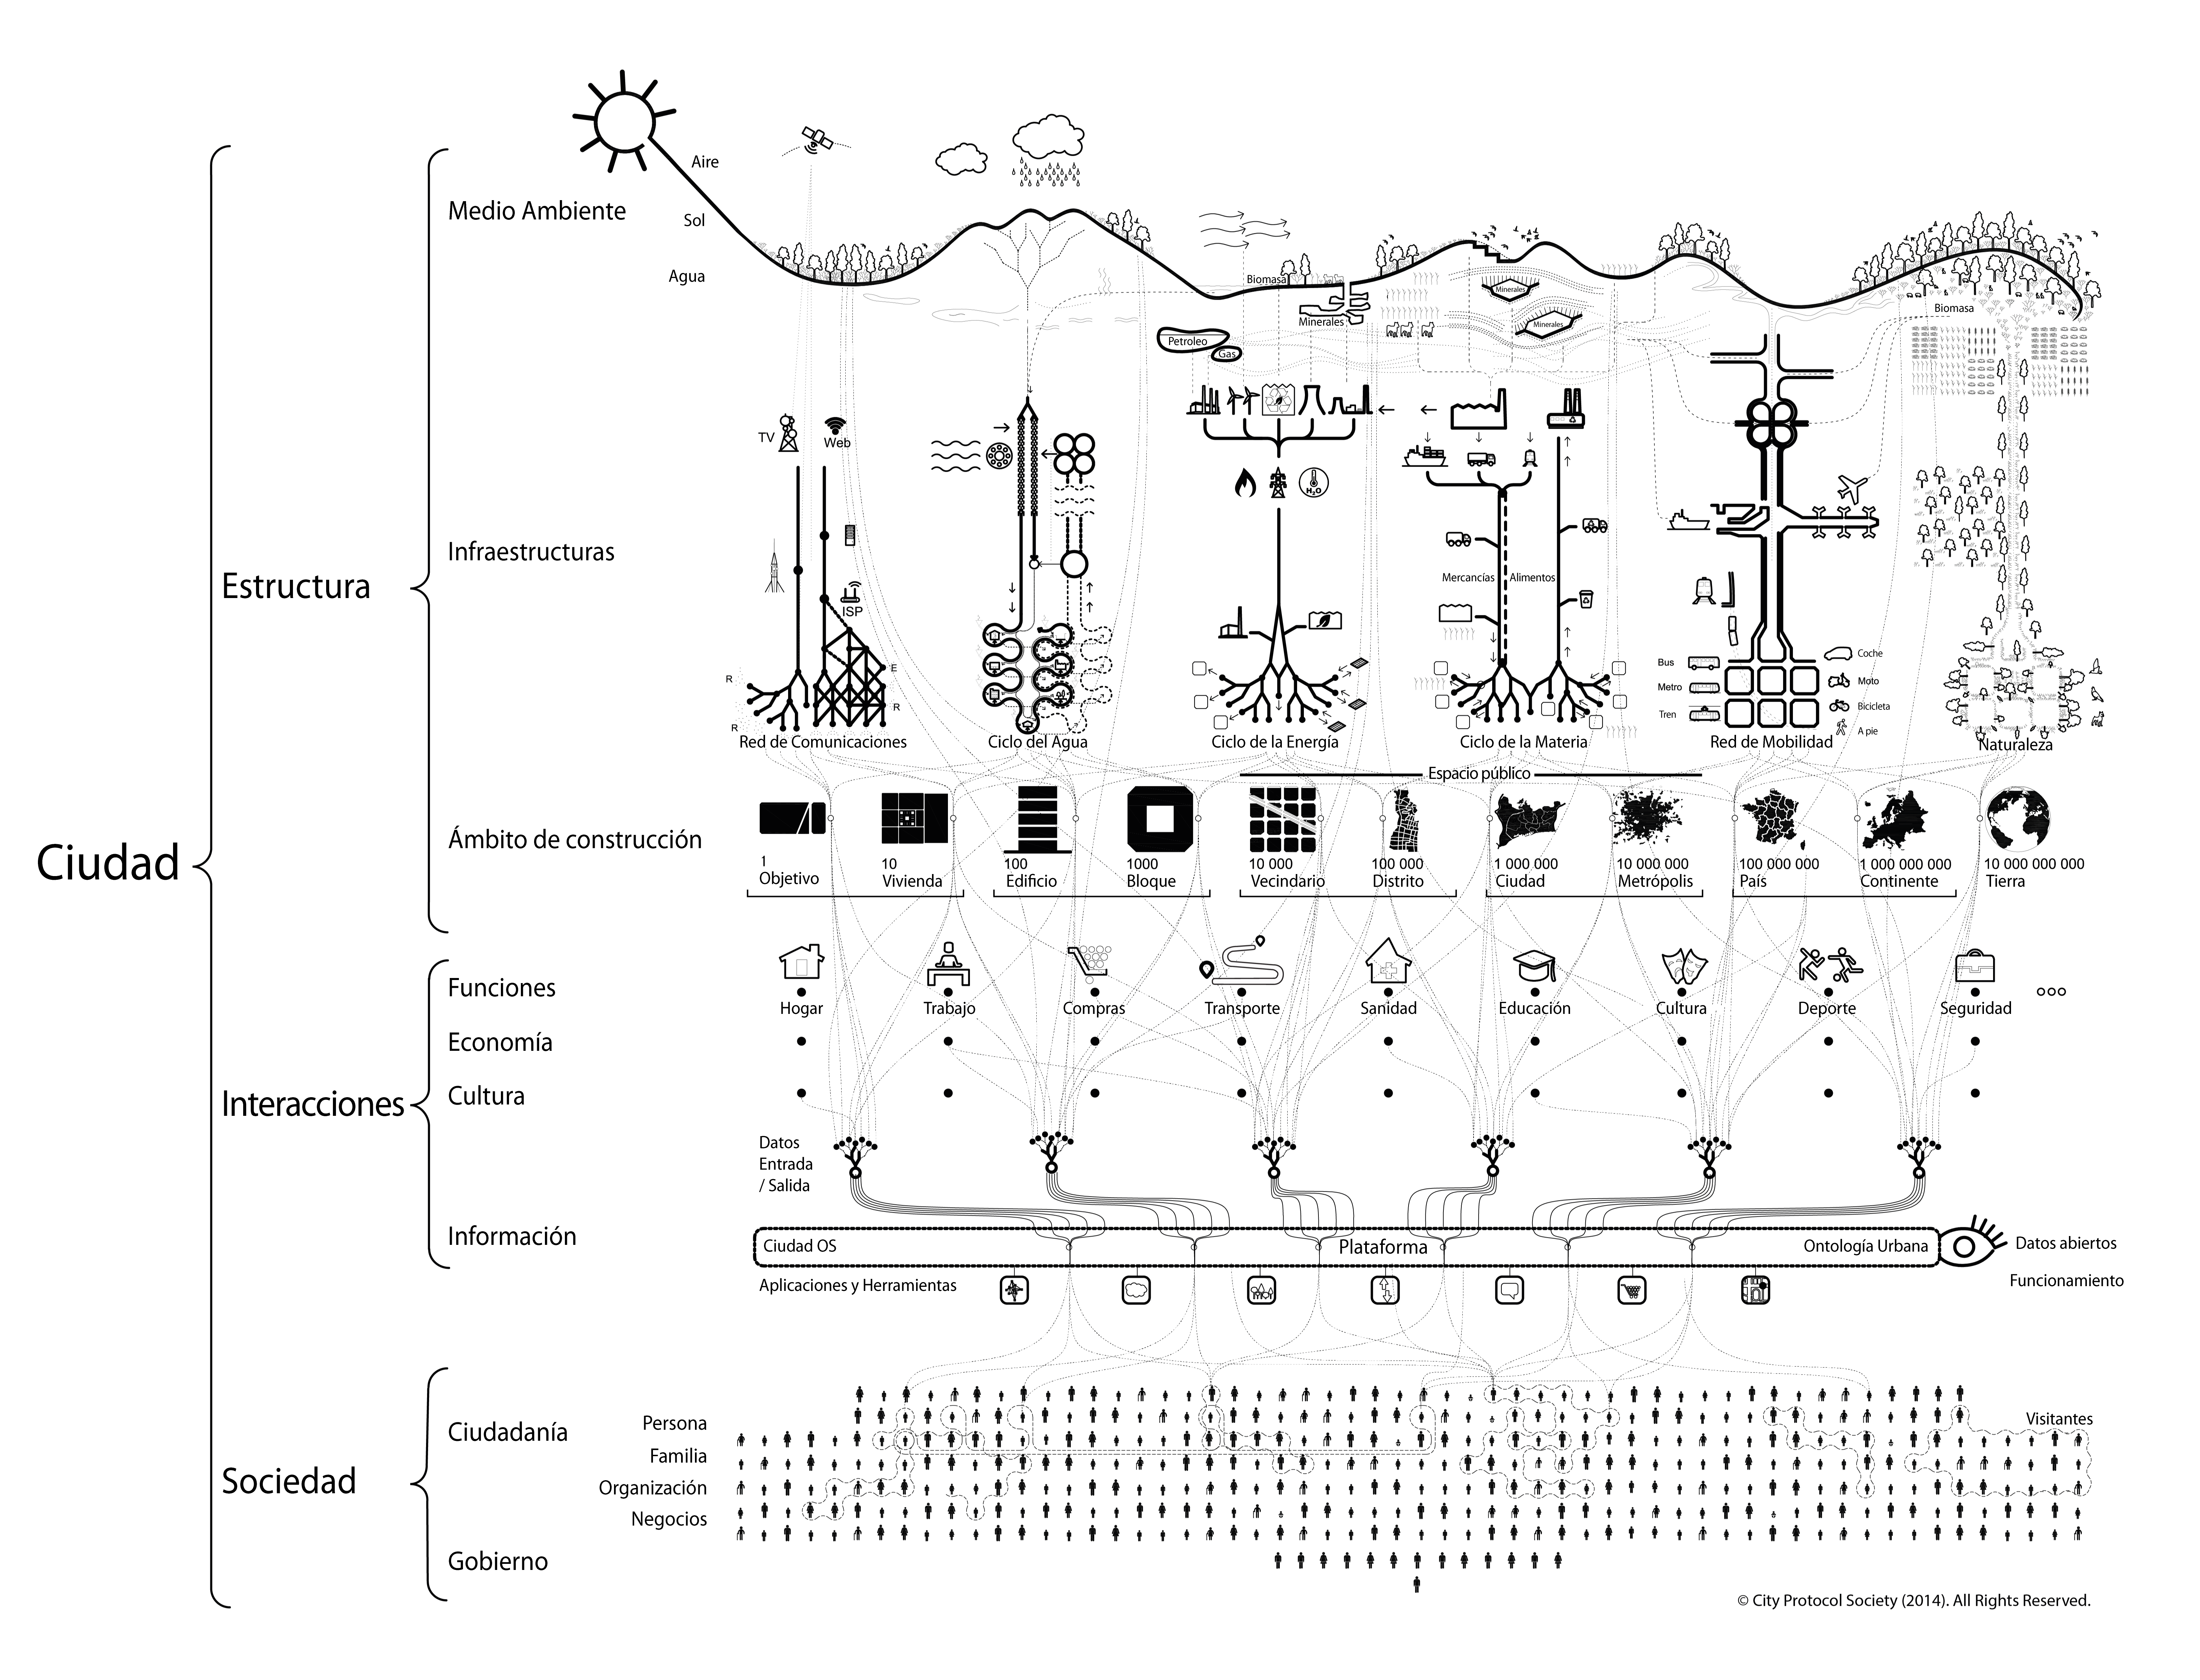 Aire
Medio Ambiente
Sol
Agua
Biomasa
Minerales
Minerales
Minerales
Biomasa
Petroleo
Gas
TV
Web
H₂O
Infraestructuras
Estructura
Mercancías
Alimentos
ISP
E
R
R
R
Bus
Metro
Tren
Coche
Moto
Bicicleta
A pie
Red de Comunicaciones
Ciclo del Agua
Ciclo de la Energía
Ciclo de la Materia
Red de Mobilidad
Naturaleza
Espacio público
Ámbito de construcción
Ciudad
1
Objetivo
10
Vivienda
100
Edificio
1000
Bloque
10 000
Vecindario
100 000
Distrito
1 000 000
Ciudad
10 000 000
Metrópolis
100 000 000
País
1 000 000 000
Continente
10 000 000 000
Tierra
Funciones
Hogar
Trabajo
Compras
Transporte
Sanidad
Educación
Cultura
Deporte
Seguridad
Economía
Interacciones
Cultura
Datos
Entrada
/ Salida
Información
Ciudad OS
Plataforma
Ontología Urbana
Datos abiertos
Aplicaciones y Herramientas
Funcionamiento
Ciudadanía
Persona
Visitantes
Familia
Sociedad
Organización
Negocios
Gobierno
© City Protocol Society (2014). All Rights Reserved.